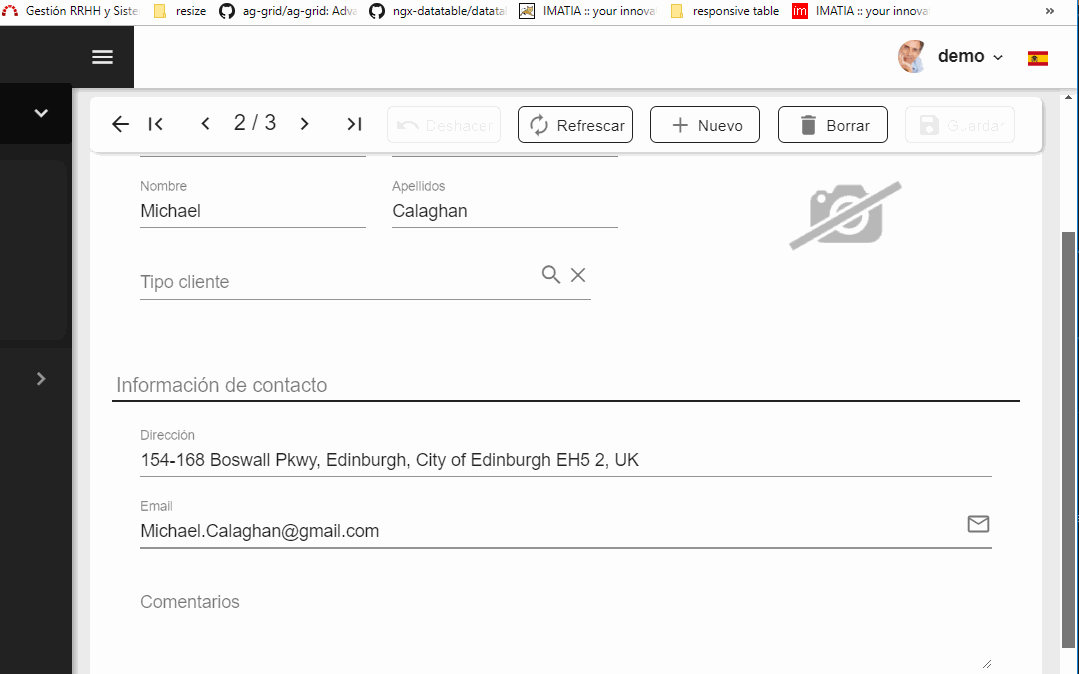 Gestión RRHH y Siste resize ag-grid/ag-grid: Adva ngx-datatable/datatal IMATIA :: your innova responsive table im IMATIA :: your innova »
demo
2 / 3 Deshacer Refrescar Nuevo Borrar Guardar
Nombre Apellidos
Michael Calaghan
Tipo cliente
Información de contacto
Dirección
154-168 Boswall Pkwy, Edinburgh, City of Edinburgh EH5 2, UK
Email
Michael.Calaghan@gmail.com
Comentarios